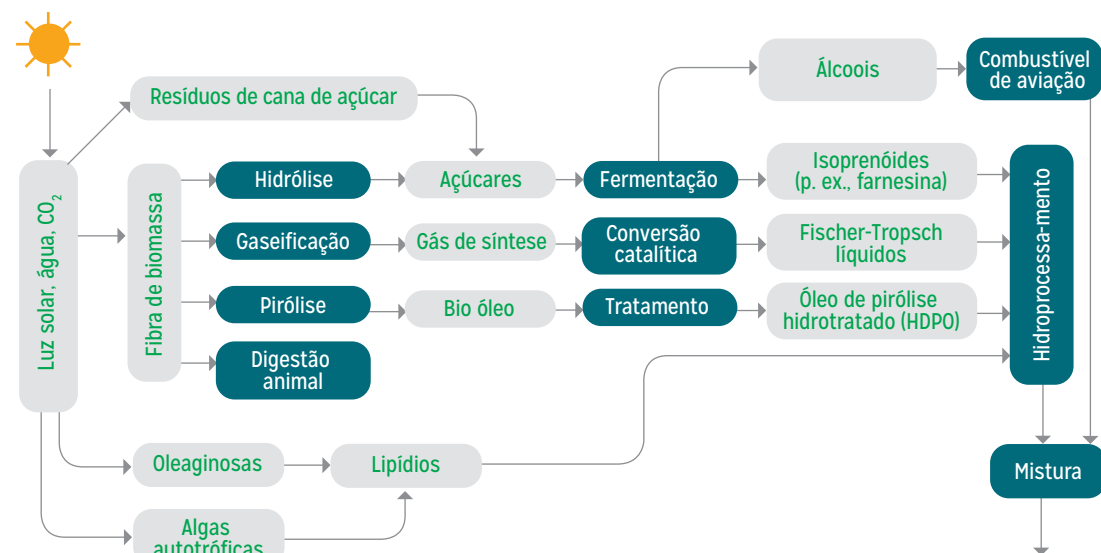 Álcoois
Combustível
de aviação
Resíduos de cana de açúcar
Luz solar, água, CO₂
Fibra de biomassa
Hidrólise
Açúcares
Fermentação
Isoprenóides
(p. ex., farnesina)
Gaseificação
Gás de síntese
Conversão
catalítica
Fischer-Tropsch
líquidos
Pirólise
Bio óleo
Tratamento
Óleo de pirólise
hidrotratado (HDPO)
Hidroprocessa-mento
Digestão
animal
Oleaginosas
Lipídios
Mistura
Algas
autotróficas